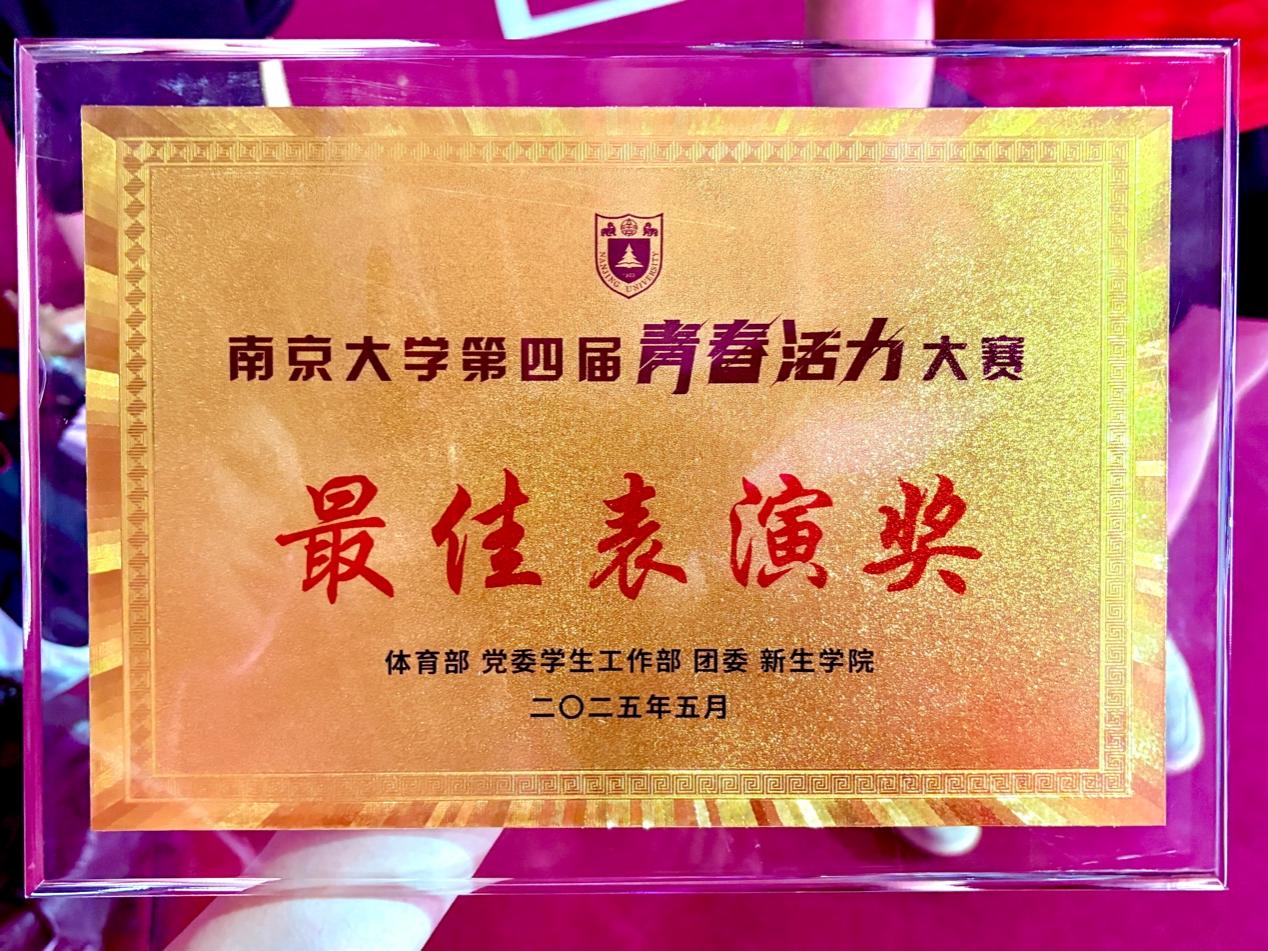 NANJING UNIVERSITY
南京大学第四届青春活力大赛
最佳表演奖
体育部 党委学生工作部 团委 新生学院
二〇二五年五月